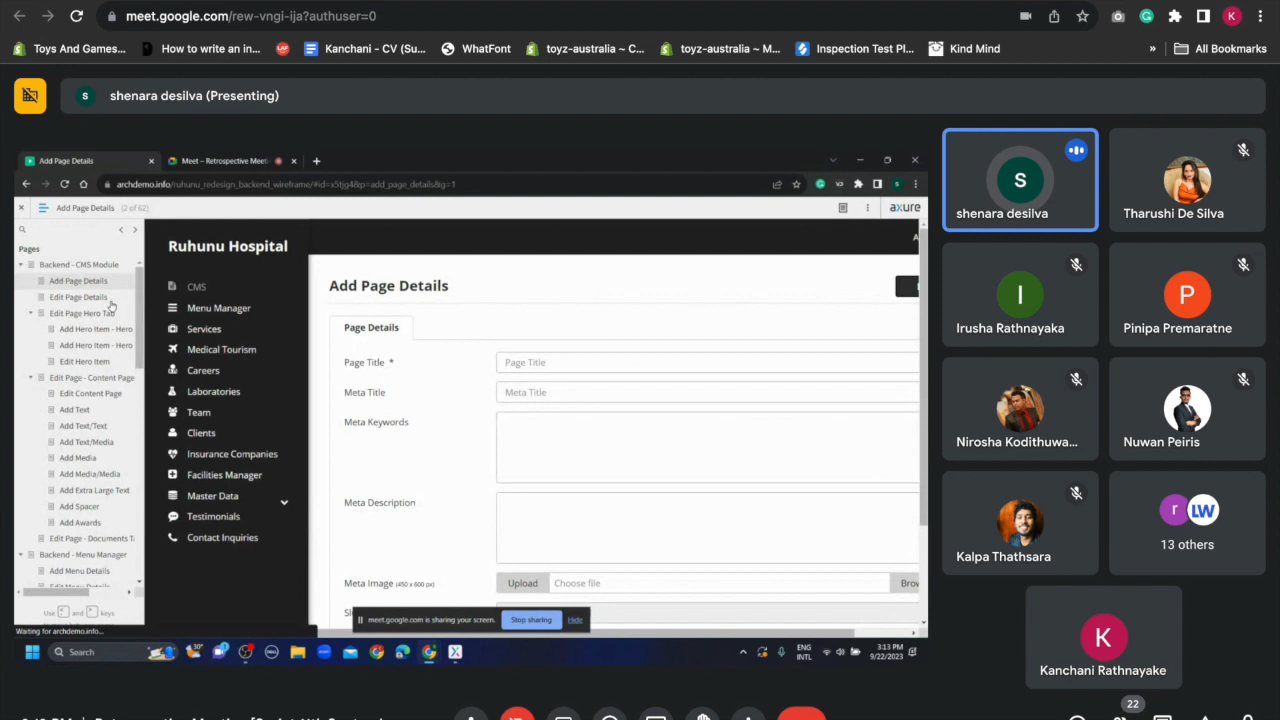 meet.google.com/rew-vngi-ija?authuser=0
K
Toys And Games...
How to write an in...
Kanchani - CV (Su...
WhatFont
toyz-australia ~ C...
toyz-australia ~ M...
Inspection Test Pl...
Kind Mind
»
All Bookmarks
S
shenara desilva (Presenting)
Add Page Details
Meet – Retrospective Meeti
archdemo.info/ruhunu_redesign_backend_wireframe/#id=x5tjg4&p=add_page_details&g=1
Add Page Details (2 of 62)
axure
Pages
Backend - CMS Module
Add Page Details
Edit Page Details
Edit Page Hero Tab
Add Hero Item - Hero
Add Hero Item - Hero
Edit Hero Item
Edit Page - Content Page
Edit Content Page
Add Text
Add Text/Text
Add Text/Media
Add Media
Add Media/Media
Add Extra Large Text
Add Spacer
Add Awards
Edit Page - Documents Ta
Backend - Menu Manager
Add Menu Details
Edit Menu Details
Use < and > keys
Waiting for archdemo.info...
Ruhunu Hospital
CMS
Menu Manager
Services
Medical Tourism
Careers
Laboratories
Team
Clients
Insurance Companies
Facilities Manager
Master Data
Testimonials
Contact Inquiries
A
Add Page Details
Page Details
Page Title *
Page Title
Meta Title
Meta Title
Meta Keywords
Meta Description
Meta Image (450 x 600 px)
Upload
Choose file
Brow
meet.google.com is sharing your screen.
Stop sharing
Hide
Search
30°
ENG
INTL
3:13 PM
9/22/2023
S
shenara desilva
Tharushi De Silva
I
Irusha Rathnayaka
P
Pinipa Premaratne
Nirosha Kodithuwa...
Nuwan Peiris
Kalpa Thathsara
r
LW
13 others
K
Kanchani Rathnayake
22